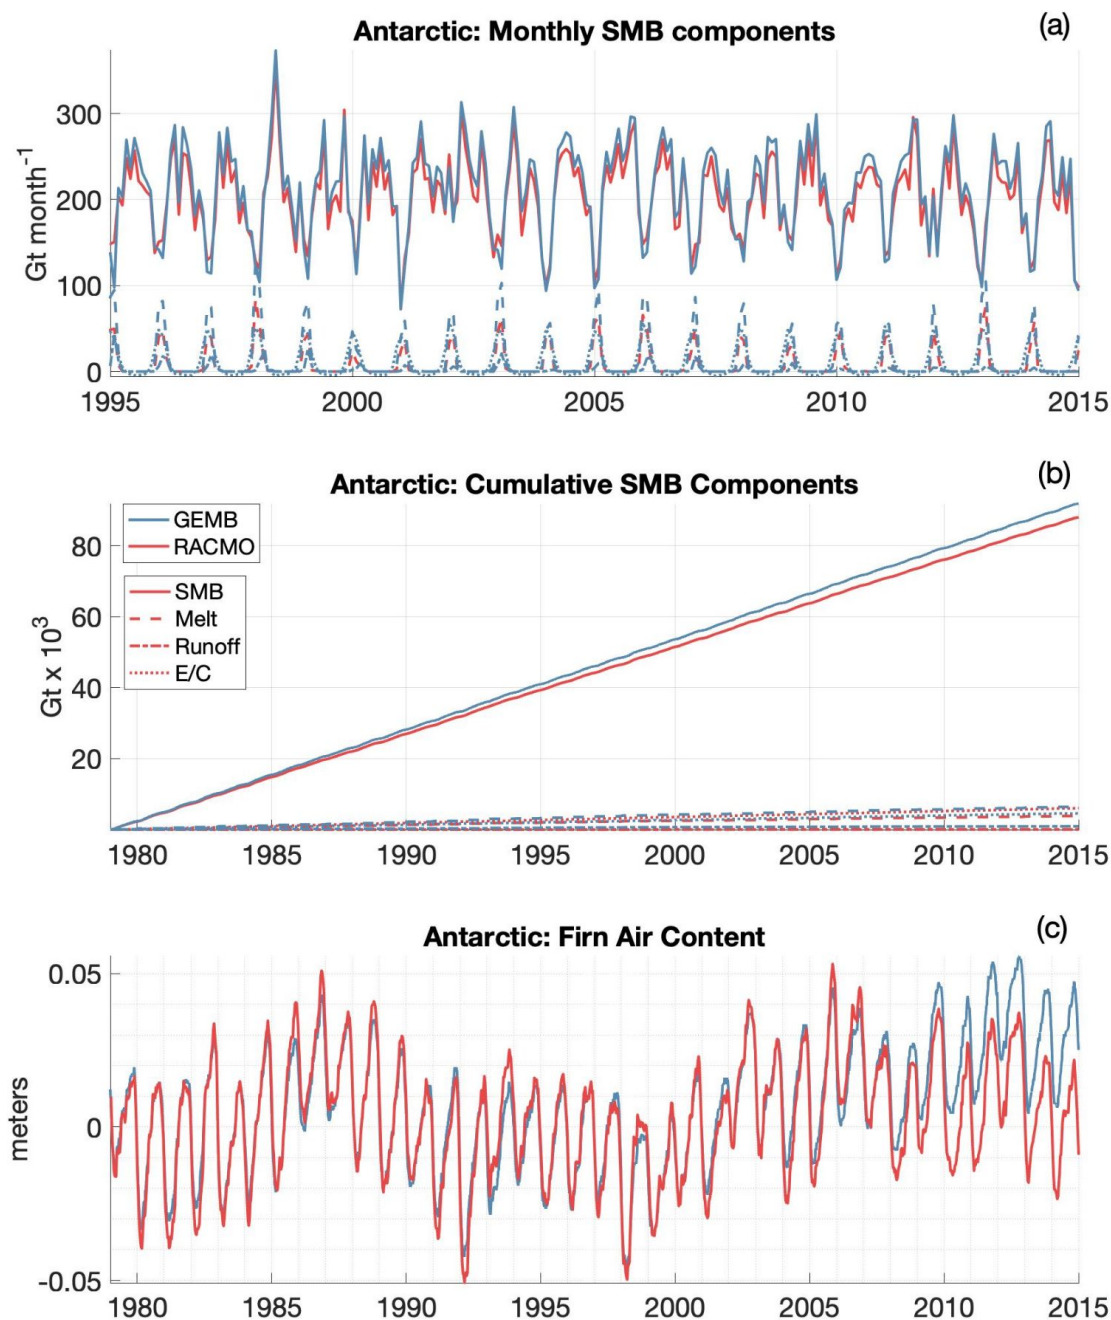 Antarctic: Monthly SMB components
(a)
Gt month⁻¹
300
200
100
0
1995 2000 2005 2010 2015
Antarctic: Cumulative SMB Components
(b)
GEMB
RACMO
SMB
Melt
Runoff
E/C
Gt x 10³
80
60
40
20
1980 1985 1990 1995 2000 2005 2010 2015
Antarctic: Firn Air Content
(c)
meters
0.05
0
-0.05
1980 1985 1990 1995 2000 2005 2010 2015